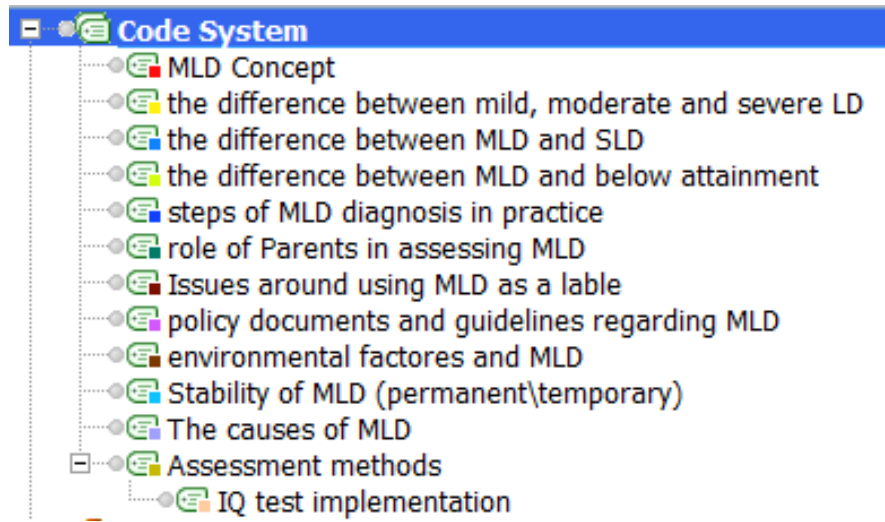 Code System
MLD Concept
the difference between mild, moderate and severe LD
the difference between MLD and SLD
the difference between MLD and below attainment
steps of MLD diagnosis in practice
role of Parents in assessing MLD
Issues around using MLD as a lable
policy documents and guidelines regarding MLD
environmental factores and MLD
Stability of MLD (permanent\temporary)
The causes of MLD
Assessment methods
IQ test implementation